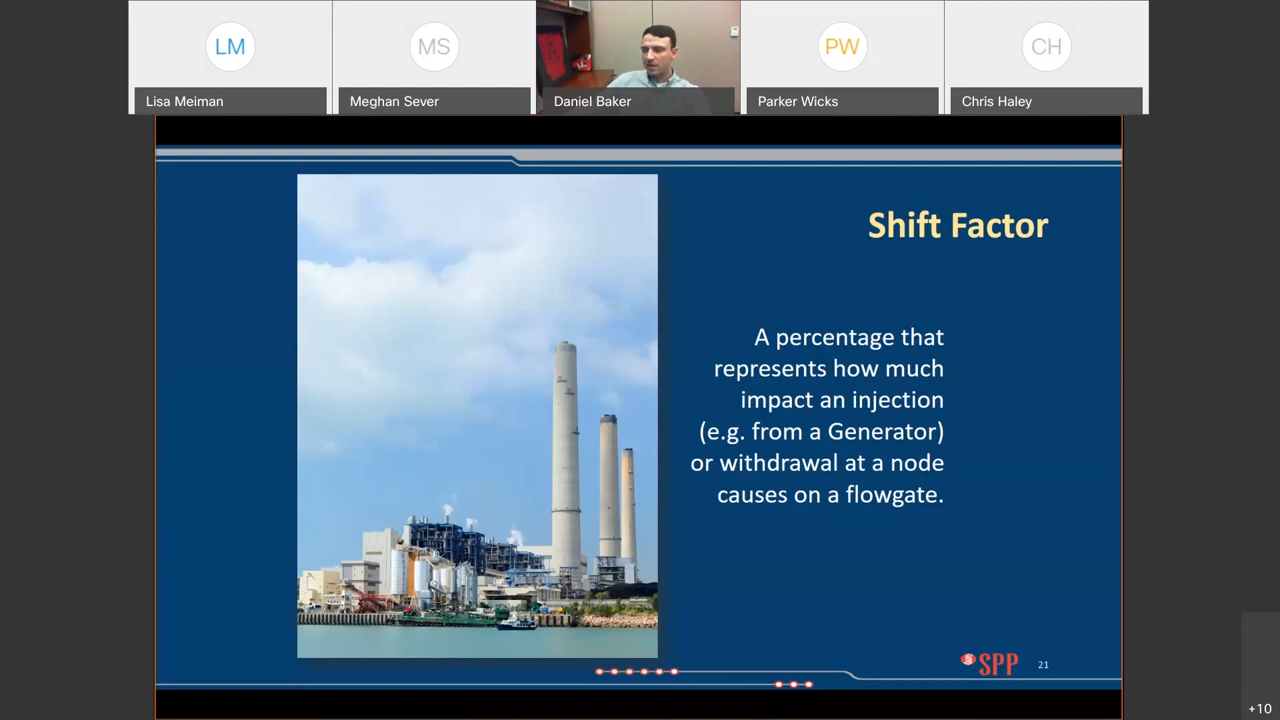 LM
MS
PW
CH
Lisa Meiman
Meghan Sever
Daniel Baker
Parker Wicks
Chris Haley
Shift Factor
A percentage that
represents how much
impact an injection
(e.g. from a Generator)
or withdrawal at a node
causes on a flowgate.
SPP
21
+10